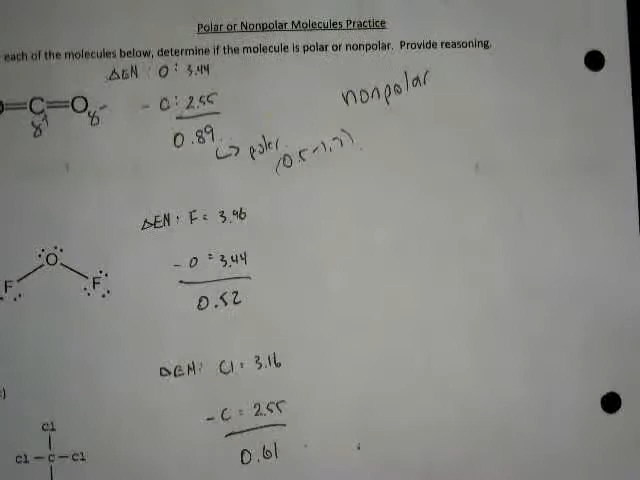 Polar or Nonpolar Molecules Practice
each of the molecules below, determine if the molecule is polar or nonpolar. Provide reasoning.
ΔEN: O: 3.44
nonpolar
=C=O
δ-
- C: 2.55
0.89
↳ polar
(0.5-1.7)
ΔEN: F = 3.96
O
F
F
- O = 3.44
0.52
ΔEN: Cl = 3.16
- C = 2.55
0.61
Cl
Cl-C-Cl